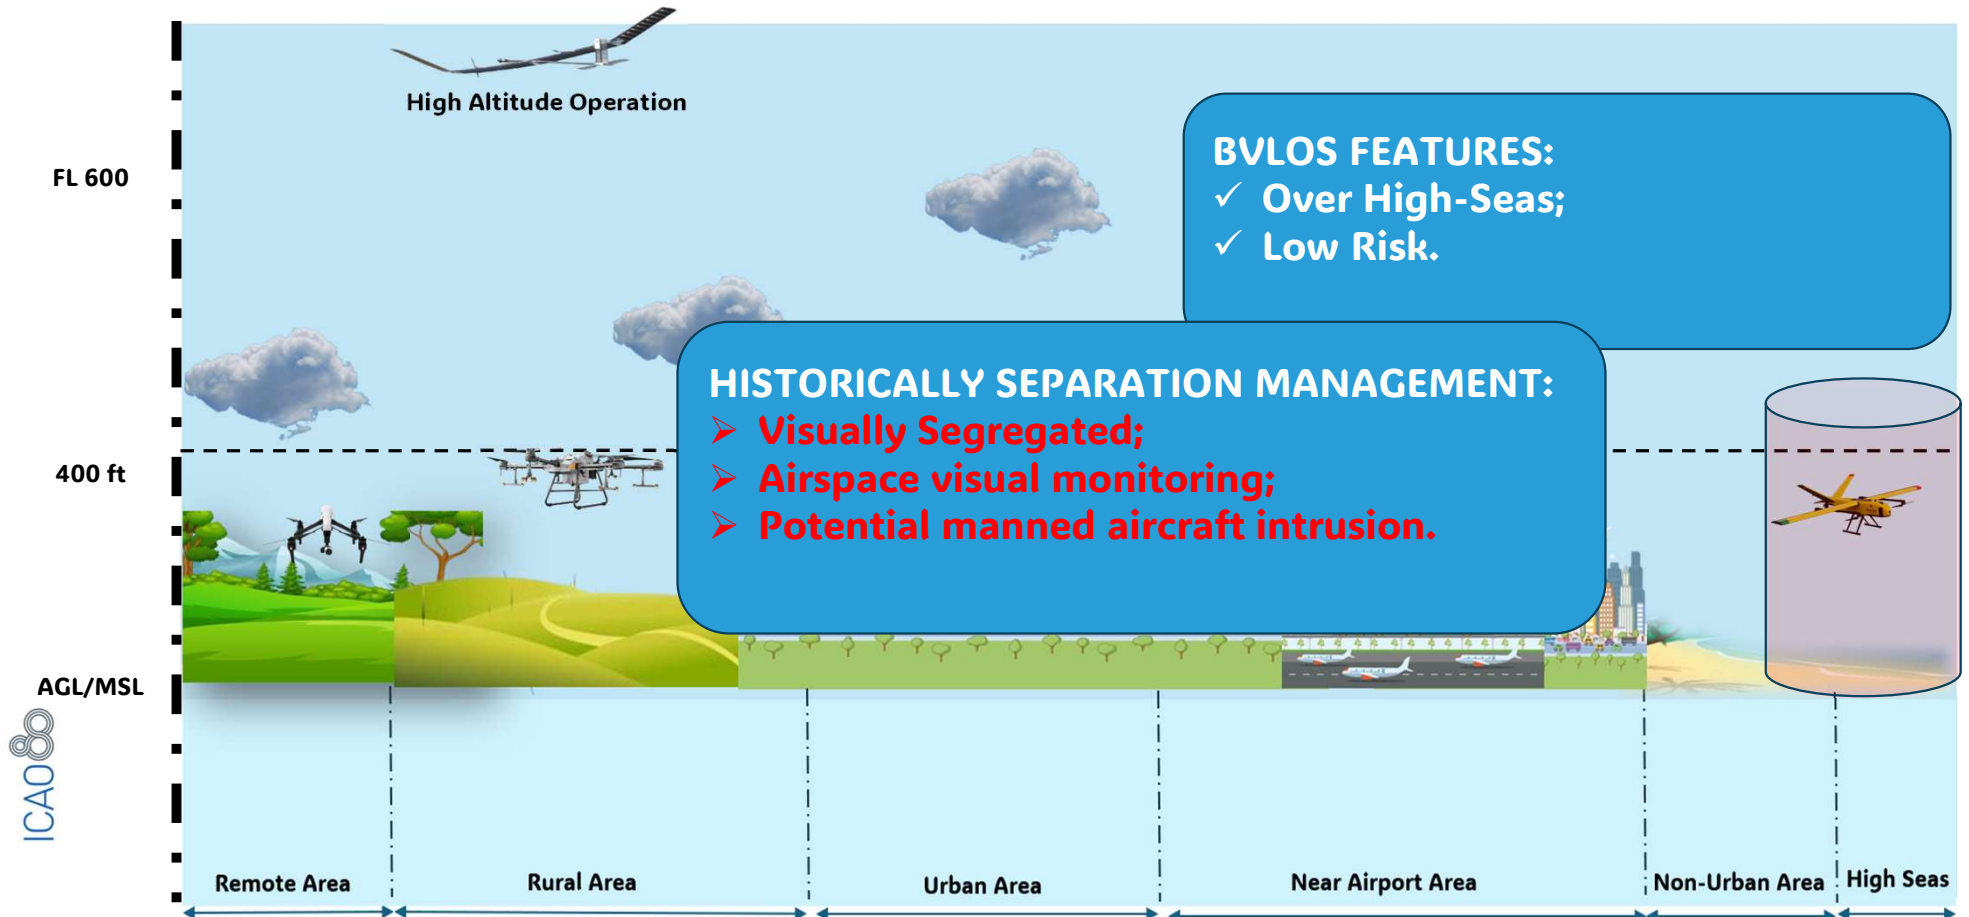 High Altitude Operation
FL 600
BVLOS FEATURES:
✓ Over High-Seas;
✓ Low Risk.
HISTORICALLY SEPARATION MANAGEMENT:
➢ Visually Segregated;
➢ Airspace visual monitoring;
➢ Potential manned aircraft intrusion.
400 ft
AGL/MSL
ICAO
Remote Area
Rural Area
Urban Area
Near Airport Area
Non-Urban Area
High Seas